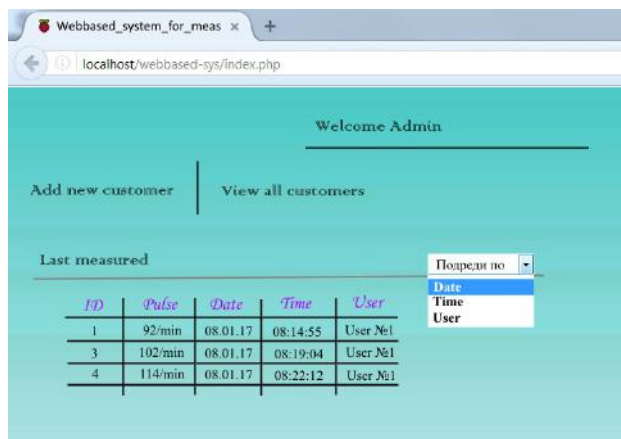 Webbased_system_for_meas × +
localhost/webbased-sys/index.php
Welcome Admin
Add new customer View all customers
Last measured Подреди по
Date
Time
User
ID Pulse Date Time User
1 92/min 08.01.17 08:14:55 User №1
3 102/min 08.01.17 08:19:04 User №1
4 114/min 08.01.17 08:22:12 User №1